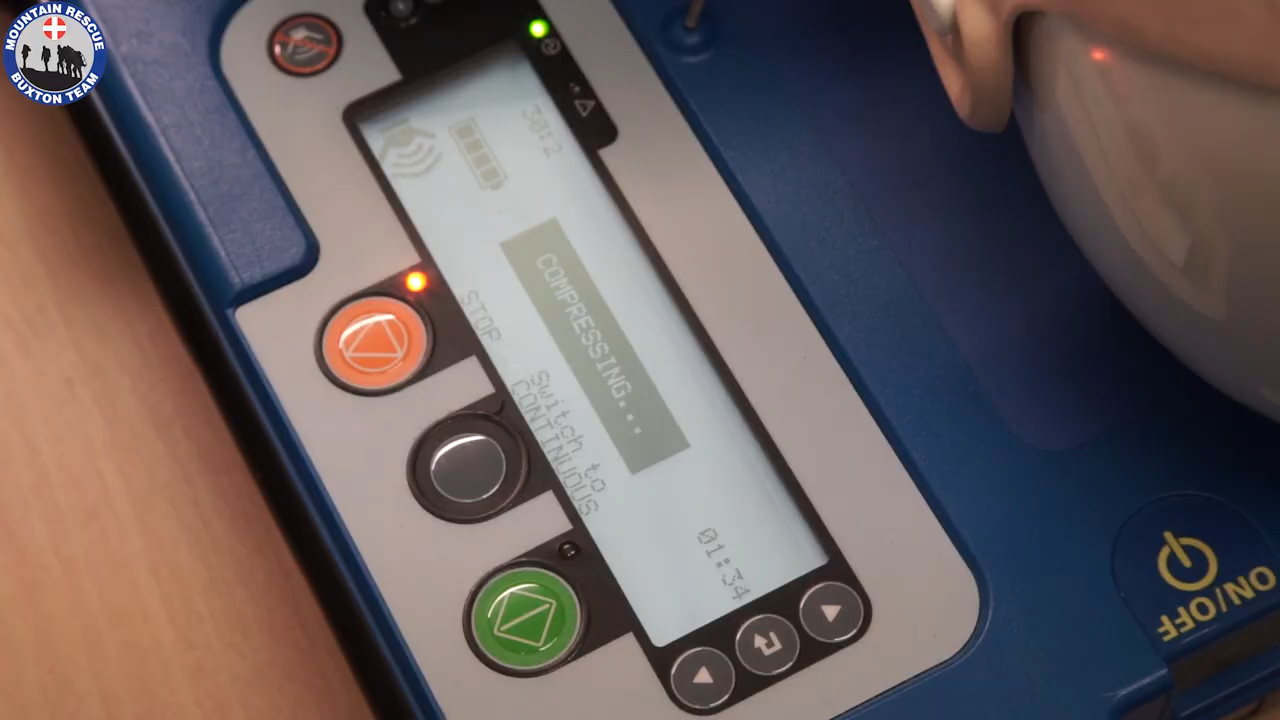 MOUNTAIN RESCUE
BUXTON TEAM
30:2
COMPRESSING...
STOP
Switch to
CONTINUOUS
01:34
ON/OFF